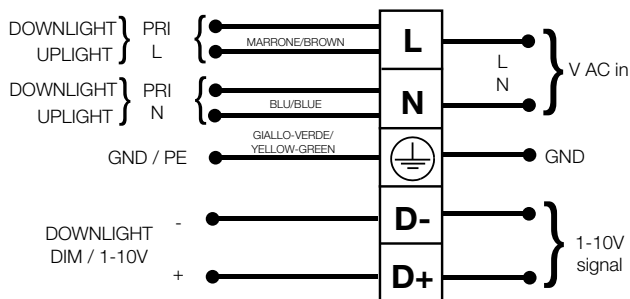 DOWNLIGHT } PRI {
UPLIGHT L
MARRONE/BROWN
L
L
N
} V AC in
DOWNLIGHT } PRI {
UPLIGHT N
BLU/BLUE
N
GND / PE
GIALLO-VERDE/
YELLOW-GREEN
GND
DOWNLIGHT
DIM / 1-10V
-
+
D-
D+
} 1-10V
signal